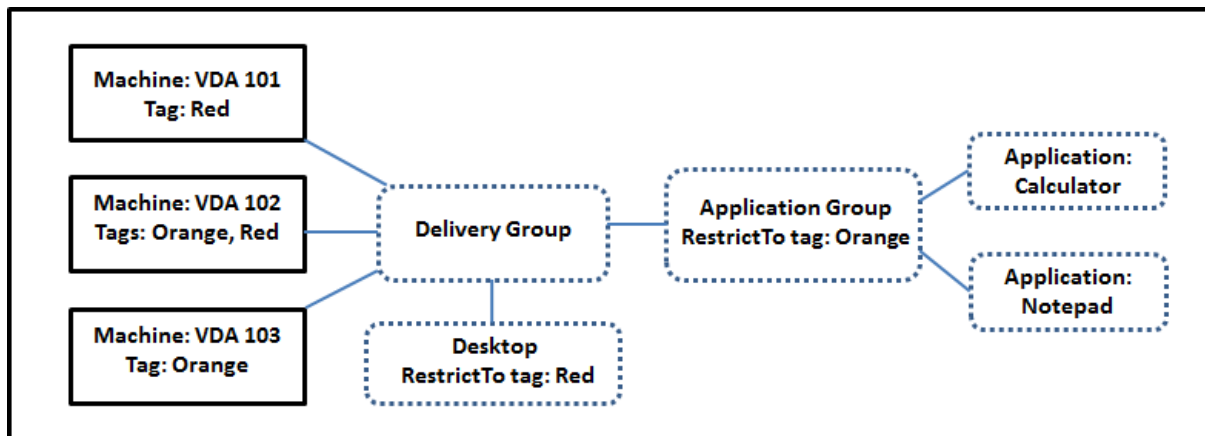 Machine: VDA 101
Tag: Red
Machine: VDA 102
Tags: Orange, Red
Machine: VDA 103
Tag: Orange
Delivery Group
Desktop
RestrictTo tag: Red
Application Group
RestrictTo tag: Orange
Application:
Calculator
Application:
Notepad